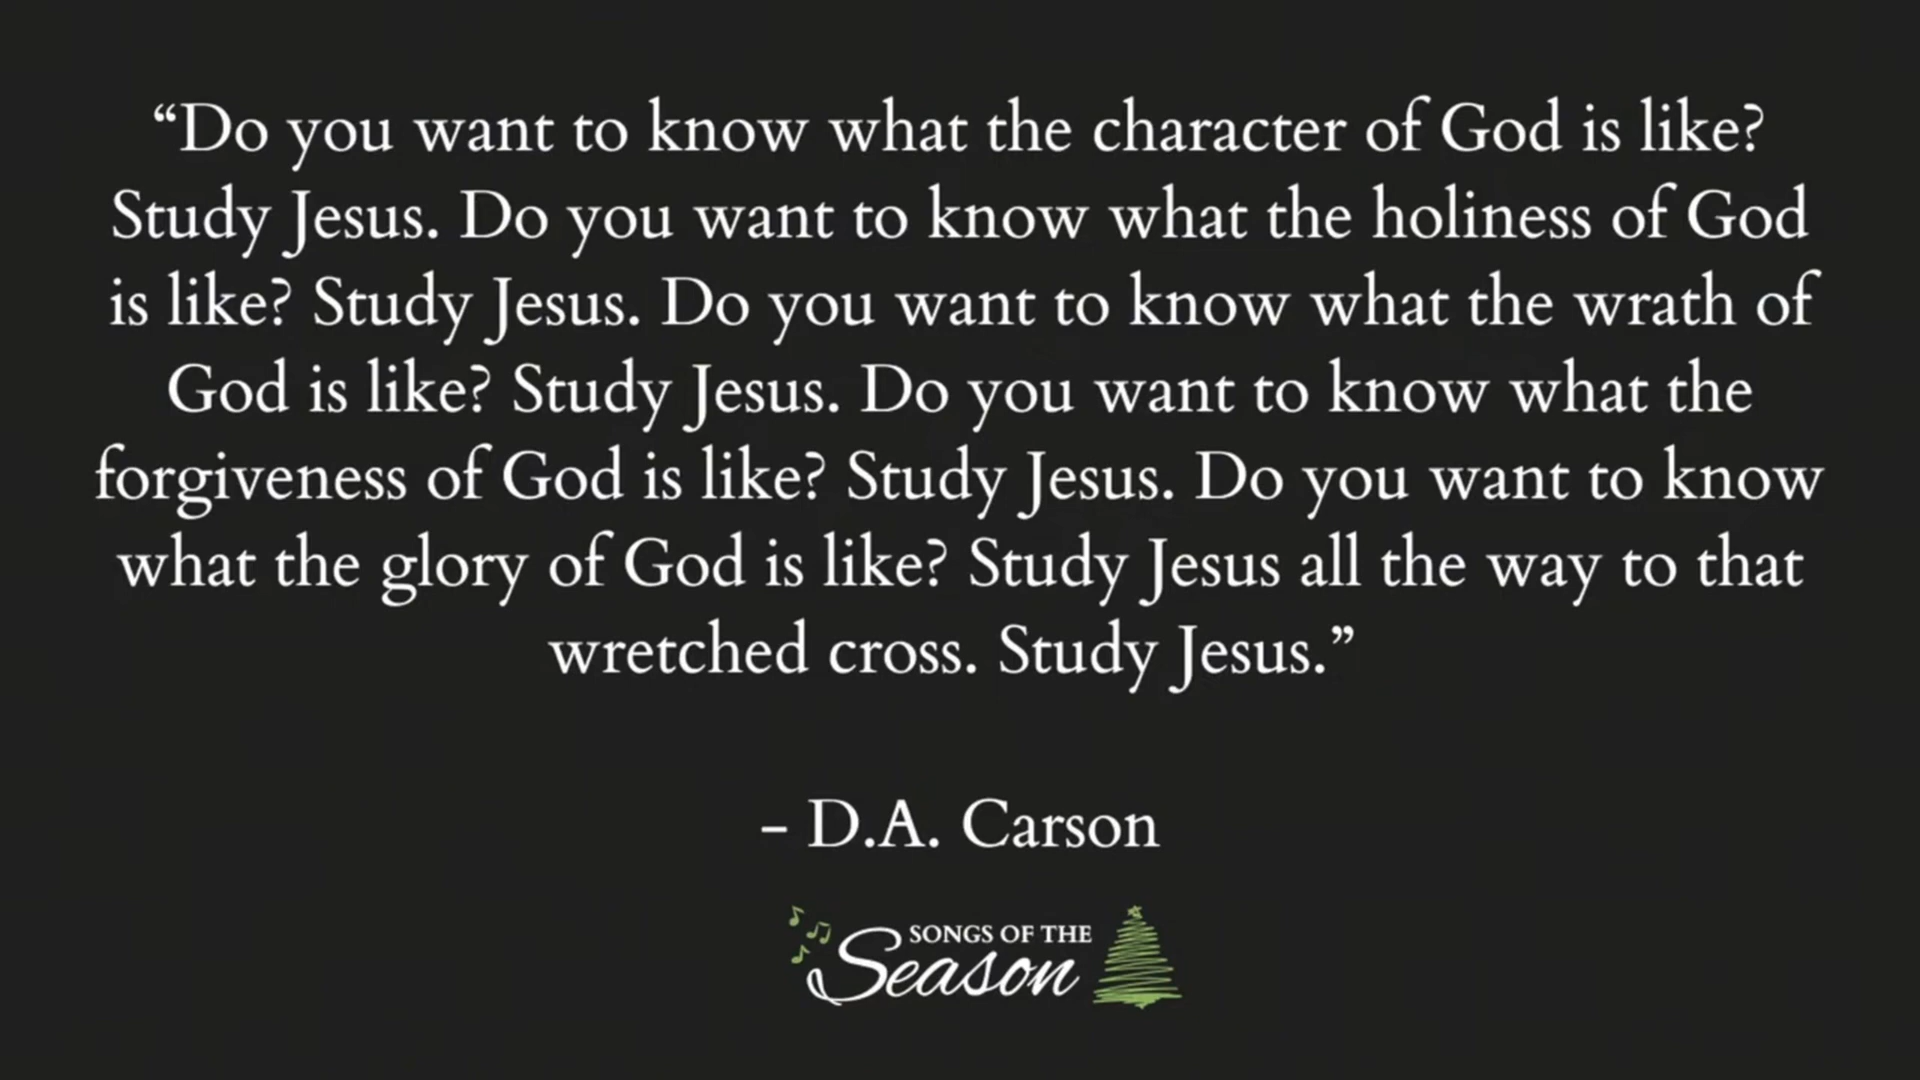 “Do you want to know what the character of God is like?
Study Jesus. Do you want to know what the holiness of God
is like? Study Jesus. Do you want to know what the wrath of
God is like? Study Jesus. Do you want to know what the
forgiveness of God is like? Study Jesus. Do you want to know
what the glory of God is like? Study Jesus all the way to that
wretched cross. Study Jesus.”
– D.A. Carson
SONGS OF THE
Season